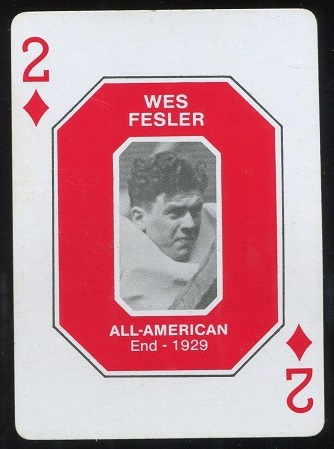 2
WES
FESLER
ALL-AMERICAN
End - 1929
2